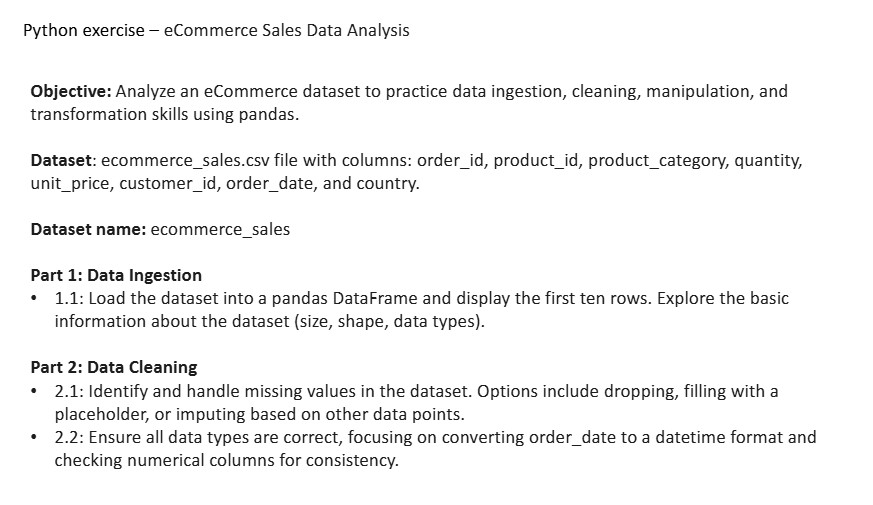 Python exercise – eCommerce Sales Data Analysis
Objective: Analyze an eCommerce dataset to practice data ingestion, cleaning, manipulation, and
transformation skills using pandas.
Dataset: ecommerce_sales.csv file with columns: order_id, product_id, product_category, quantity,
unit_price, customer_id, order_date, and country.
Dataset name: ecommerce_sales
Part 1: Data Ingestion
• 1.1: Load the dataset into a pandas DataFrame and display the first ten rows. Explore the basic
information about the dataset (size, shape, data types).
Part 2: Data Cleaning
• 2.1: Identify and handle missing values in the dataset. Options include dropping, filling with a
placeholder, or imputing based on other data points.
• 2.2: Ensure all data types are correct, focusing on converting order_date to a datetime format and
checking numerical columns for consistency.